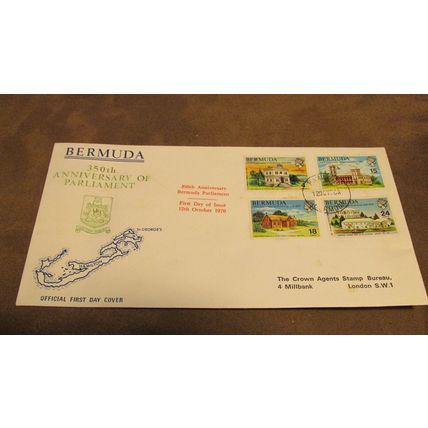 BERMUDA
350th
ANNIVERSARY OF
PARLIAMENT
St GEORGE'S
OFFICIAL FIRST DAY COVER
350th Anniversary
Bermuda Parliament
First Day of Issue
12th October 1970
BERMUDA
BERMUDA
15
BERMUDA
18
BERMUDA
24
The Crown Agents Stamp Bureau,
4 Millbank London S.W.1